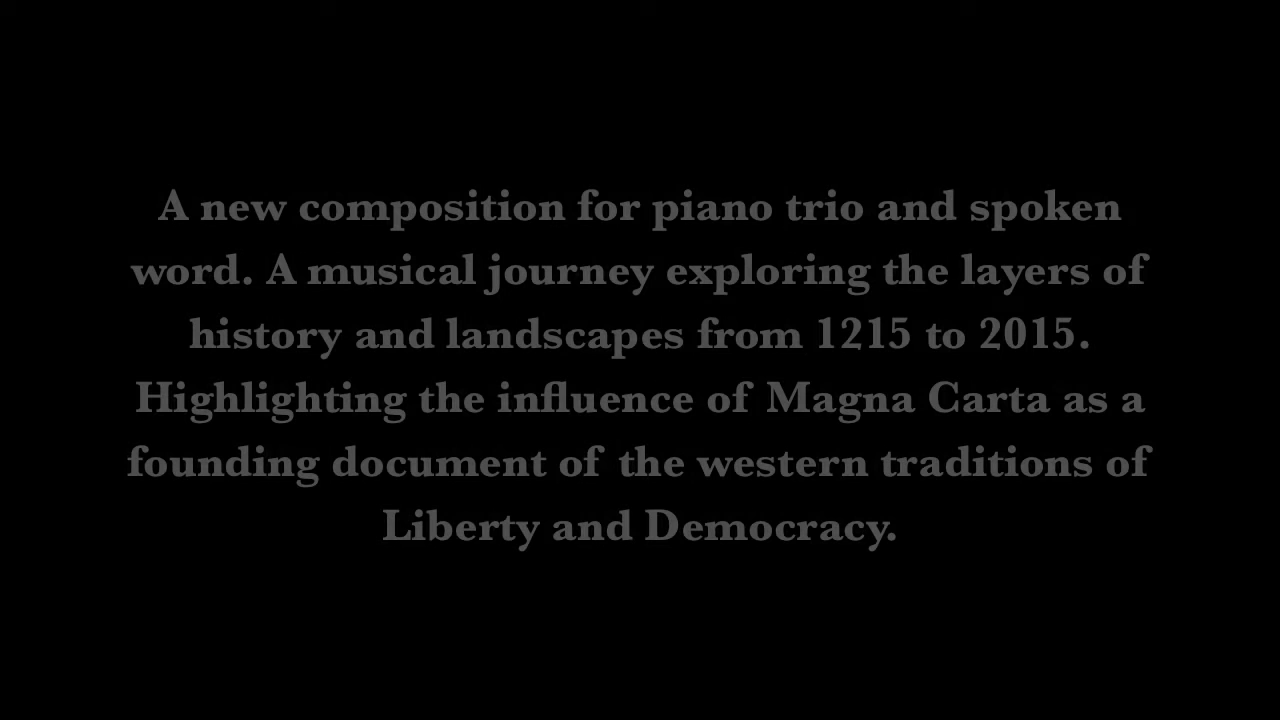 A new composition for piano trio and spoken
word. A musical journey exploring the layers of
history and landscapes from 1215 to 2015.
Highlighting the influence of Magna Carta as a
founding document of the western traditions of
Liberty and Democracy.